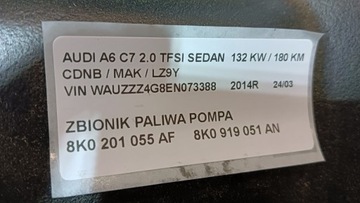 AUDI A6 C7 2.0 TFSI SEDAN 132 KW / 180 KM
CDNB / MAK / LZ9Y
VIN WAUZZZ4G8EN073388 2014R 24/03
ZBIONIK PALIWA POMPA
8K0 201 055 AF 8K0 919 051 AN